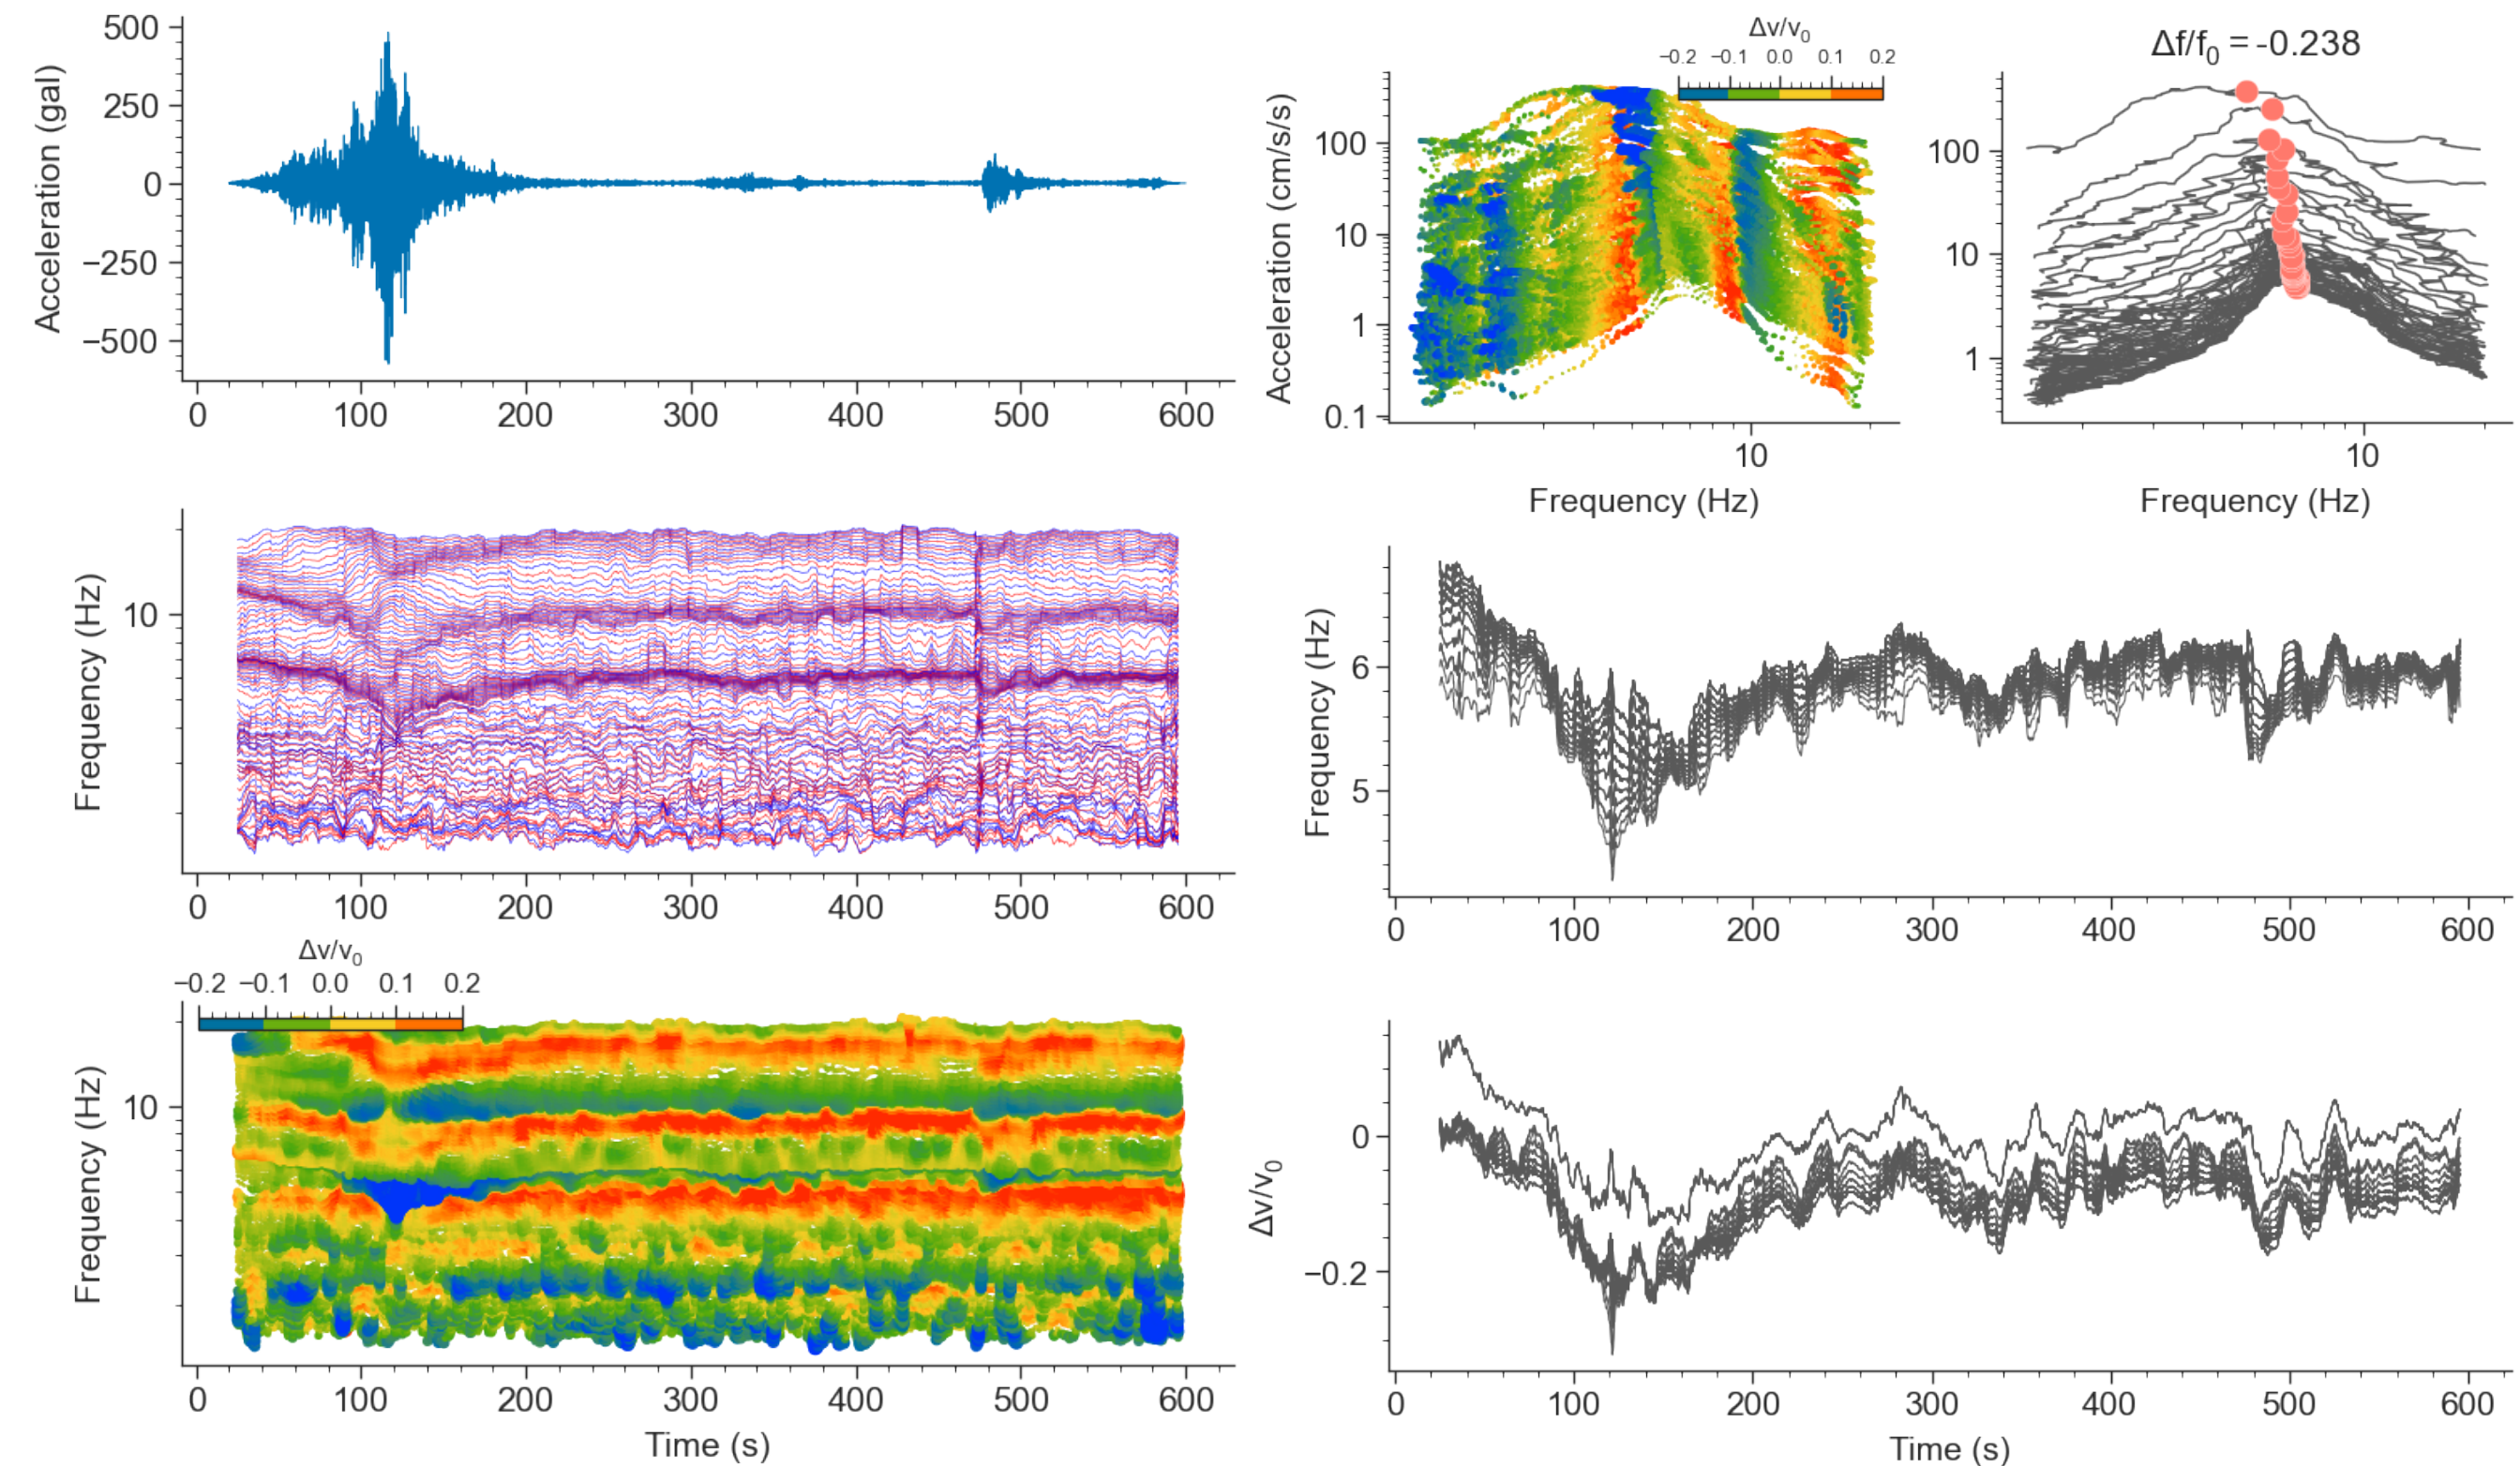 500
250
0
−250
−500
Acceleration (gal)
0 100 200 300 400 500 600
Δv/v0
−0.2 −0.1 0.0 0.1 0.2
100
10
1
0.1
Acceleration (cm/s/s)
10
Frequency (Hz)
Δf/f0 = -0.238
100
10
1
10
Frequency (Hz)
10
Frequency (Hz)
0 100 200 300 400 500 600
6
5
Frequency (Hz)
0 100 200 300 400 500 600
Δv/v0
−0.2 −0.1 0.0 0.1 0.2
10
Frequency (Hz)
0 100 200 300 400 500 600
Time (s)
0
−0.2
Δv/v0
0 100 200 300 400 500 600
Time (s)